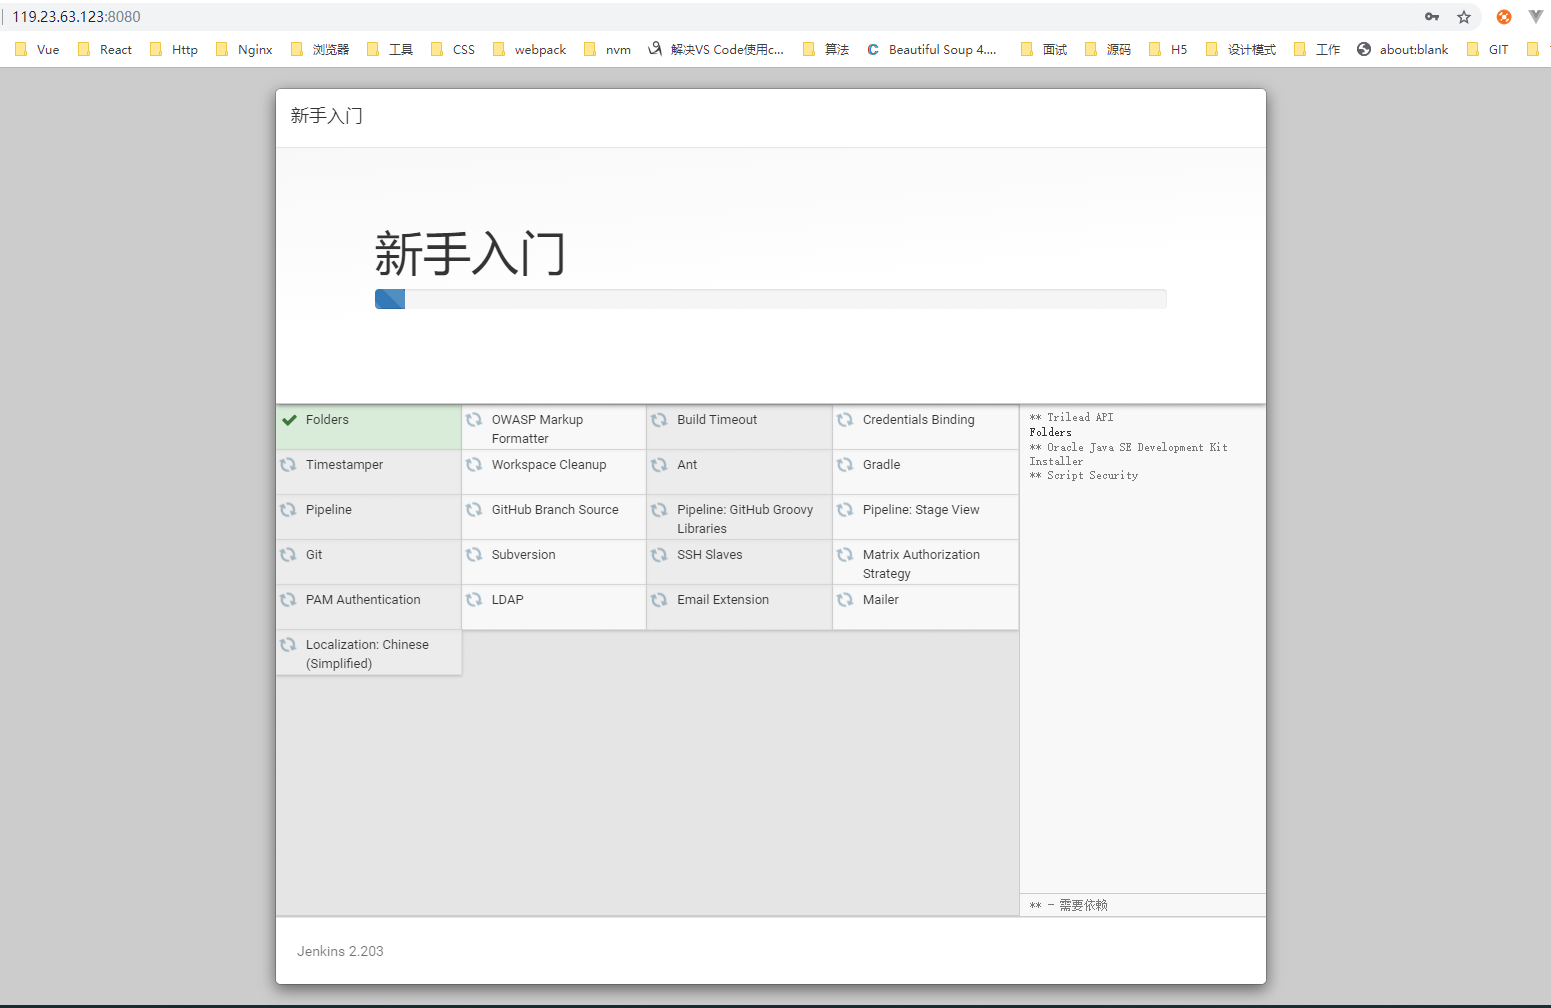 119.23.63.123:8080
Vue React Http Nginx 浏览器 工具 CSS webpack nvm 解决VS Code使用c... 算法 Beautiful Soup 4.... 面试 源码 H5 设计模式 工作 about:blank GIT
新手入门
新手入门
Folders
OWASP Markup
Formatter
Build Timeout
Credentials Binding
Timestamper
Workspace Cleanup
Ant
Gradle
Pipeline
GitHub Branch Source
Pipeline: GitHub Groovy
Libraries
Pipeline: Stage View
Git
Subversion
SSH Slaves
Matrix Authorization
Strategy
PAM Authentication
LDAP
Email Extension
Mailer
Localization: Chinese
(Simplified)
** Trilead API
Folders
** Oracle Java SE Development Kit
Installer
** Script Security
** - 需要依赖
Jenkins 2.203